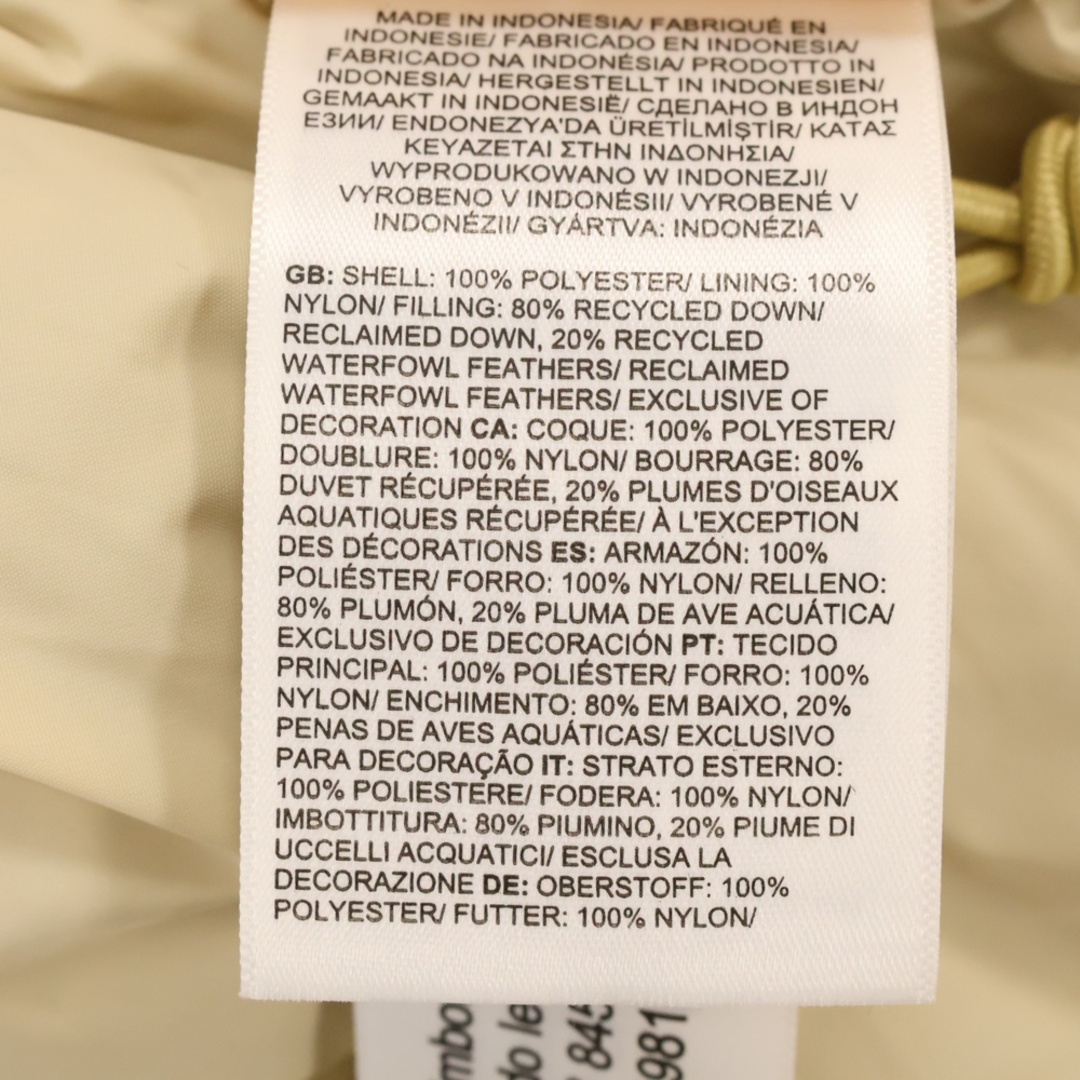 MADE IN INDONESIA/ FABRIQUÉ EN
INDONESIE/ FABRICADO EN INDONESIA/
FABRICADO NA INDONÉSIA/ PRODOTTO IN
INDONESIA/ HERGESTELLT IN INDONESIEN/
GEMAAKT IN INDONESIË/ СДЕЛАНО В ИНДОН
ЕЗИИ/ ENDONEZYA'DA ÜRETİLMİŞTİR/ ΚΑΤΑΣ
ΚΕΥΑΖΕΤΑΙ ΣΤΗΝ ΙΝΔΟΝΗΣΙΑ/
WYPRODUKOWANO W INDONEZJI/
VYROBENO V INDONÉSII/ VYROBENÉ V
INDONÉZII/ GYÁRTVA: INDONÉZIA
GB: SHELL: 100% POLYESTER/ LINING: 100%
NYLON/ FILLING: 80% RECYCLED DOWN/
RECLAIMED DOWN, 20% RECYCLED
WATERFOWL FEATHERS/ RECLAIMED
WATERFOWL FEATHERS/ EXCLUSIVE OF
DECORATION CA: COQUE: 100% POLYESTER/
DOUBLURE: 100% NYLON/ BOURRAGE: 80%
DUVET RÉCUPÉRÉE, 20% PLUMES D'OISEAUX
AQUATIQUES RÉCUPÉRÉE/ À L'EXCEPTION
DES DÉCORATIONS ES: ARMAZÓN: 100%
POLIÉSTER/ FORRO: 100% NYLON/ RELLENO:
80% PLUMÓN, 20% PLUMA DE AVE ACUÁTICA/
EXCLUSIVO DE DECORACIÓN PT: TECIDO
PRINCIPAL: 100% POLIÉSTER/ FORRO: 100%
NYLON/ ENCHIMENTO: 80% EM BAIXO, 20%
PENAS DE AVES AQUÁTICAS/ EXCLUSIVO
PARA DECORAÇÃO IT: STRATO ESTERNO:
100% POLIESTERE/ FODERA: 100% NYLON/
IMBOTTITURA: 80% PIUMINO, 20% PIUME DI
UCCELLI ACQUATICI/ ESCLUSA LA
DECORAZIONE DE: OBERSTOFF: 100%
POLYESTER/ FUTTER: 100% NYLON/
do le
981